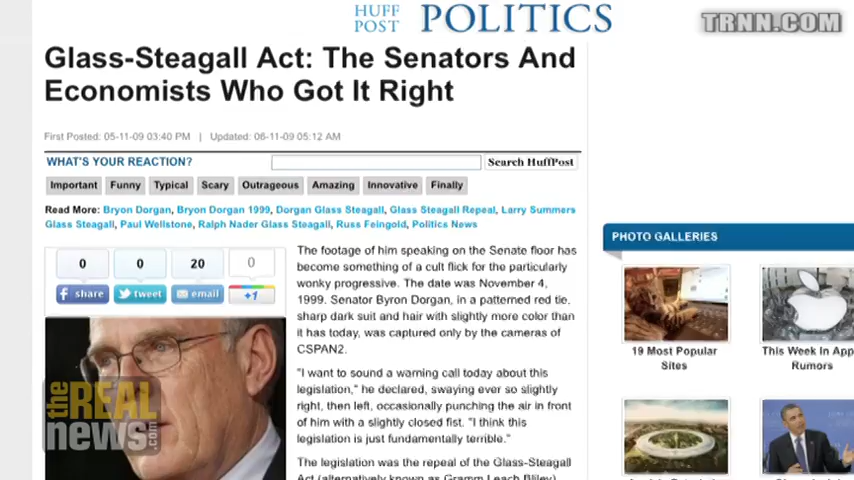 HUFF
POST POLITICS
TRNN.COM
Glass-Steagall Act: The Senators And
Economists Who Got It Right
First Posted: 05-11-09 03:40 PM | Updated: 06-11-09 05:12 AM
WHAT'S YOUR REACTION?
Search HuffPost
Important Funny Typical Scary Outrageous Amazing Innovative Finally
Read More: Bryon Dorgan, Bryon Dorgan 1999, Dorgan Glass Steagall, Glass Steagall Repeal, Larry Summers
Glass Steagall, Paul Wellstone, Ralph Nader Glass Steagall, Russ Feingold, Politics News
0 0 20 0
share tweet email +1
The footage of him speaking on the Senate floor has
become something of a cult flick for the particularly
wonky progressive. The date was November 4,
1999. Senator Byron Dorgan, in a patterned red tie,
sharp dark suit and hair with slightly more color than
it has today, was captured only by the cameras of
CSPAN2.
"I want to sound a warning call today about this
legislation," he declared, swaying ever so slightly
right, then left, occasionally punching the air in front
of him with a slightly closed fist. "I think this
legislation is just fundamentally terrible."
The legislation was the repeal of the Glass-Steagall
Act (alternatively known as Gramm Leach Bliley)
PHOTO GALLERIES
19 Most Popular
Sites
This Week In App
Rumors
the
REAL
news.com